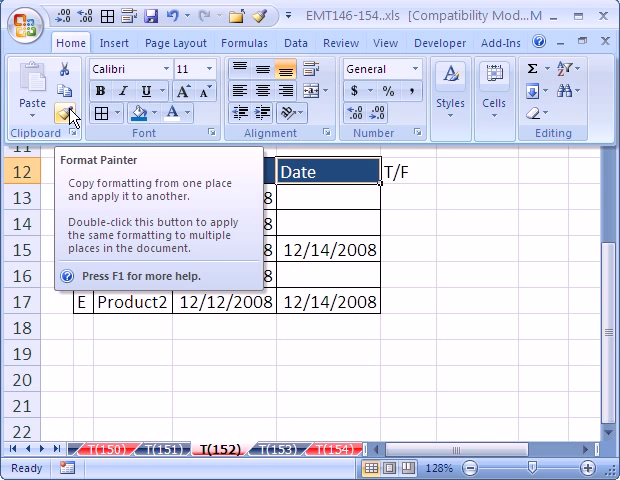 EMT146-154..xls [Compatibility Mod...M
Home Insert Page Layout Formulas Data Review View Developer Add-Ins
Paste
Calibri 11
General
Styles
Cells
B I U
A A
$ % ,
Clipboard Font Alignment Number Editing
11
12 Date T/F
Format Painter
Copy formatting from one place
and apply it to another.
Double-click this button to apply
the same formatting to multiple
places in the document.
Press F1 for more help.
13 8
14 8
15 8 12/14/2008
16 8
17 E Product2 12/12/2008 12/14/2008
18
19
20
21
22
T(150) T(151) T(152) T(153) T(154)
Ready 128%